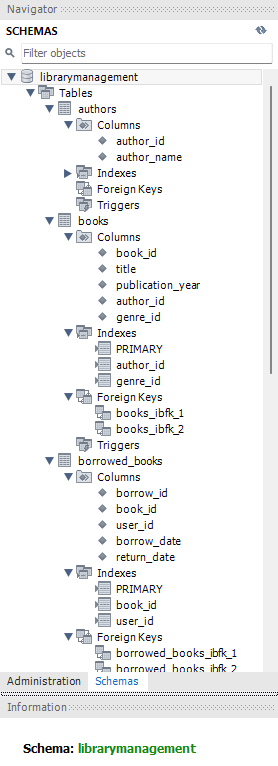 Navigator
SCHEMAS
Filter objects
librarymanagement
Tables
authors
Columns
author_id
author_name
Indexes
Foreign Keys
Triggers
books
Columns
book_id
title
publication_year
author_id
genre_id
Indexes
PRIMARY
author_id
genre_id
Foreign Keys
books_ibfk_1
books_ibfk_2
Triggers
borrowed_books
Columns
borrow_id
book_id
user_id
borrow_date
return_date
Indexes
PRIMARY
book_id
user_id
Foreign Keys
borrowed_books_ibfk_1
borrowed_books_ibfk_2
Administration Schemas
Information
Schema: librarymanagement